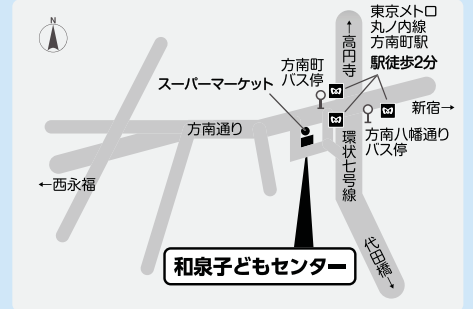 N
東京メトロ
丸ノ内線
方南町駅
駅徒歩2分
↑高円寺
方南町
バス停
スーパーマーケット
新宿→
方南通り
方南八幡通り
バス停
環状七号線
←西永福
代田橋→
和泉子どもセンター